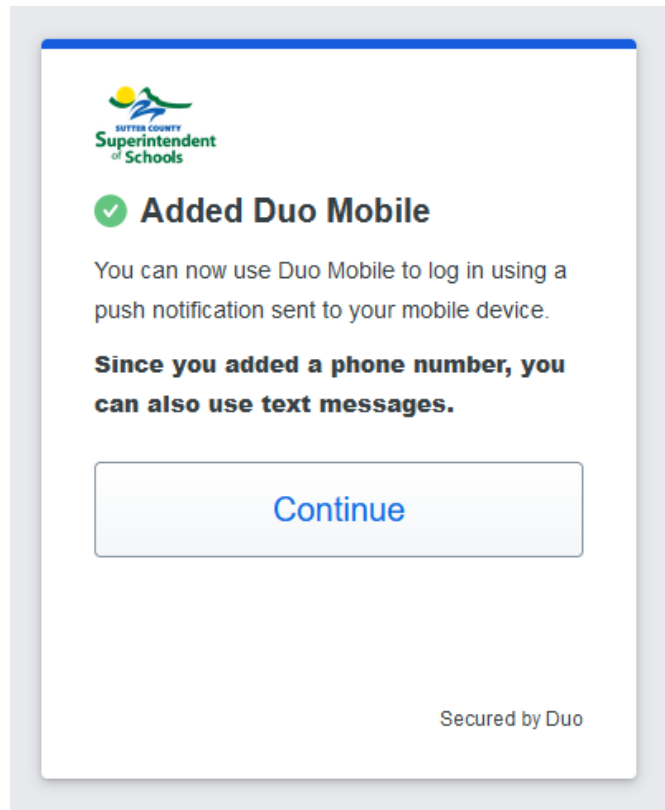 SUTTER COUNTY
Superintendent
of Schools
Added Duo Mobile
You can now use Duo Mobile to log in using a
push notification sent to your mobile device.
Since you added a phone number, you
can also use text messages.
Continue
Secured by Duo